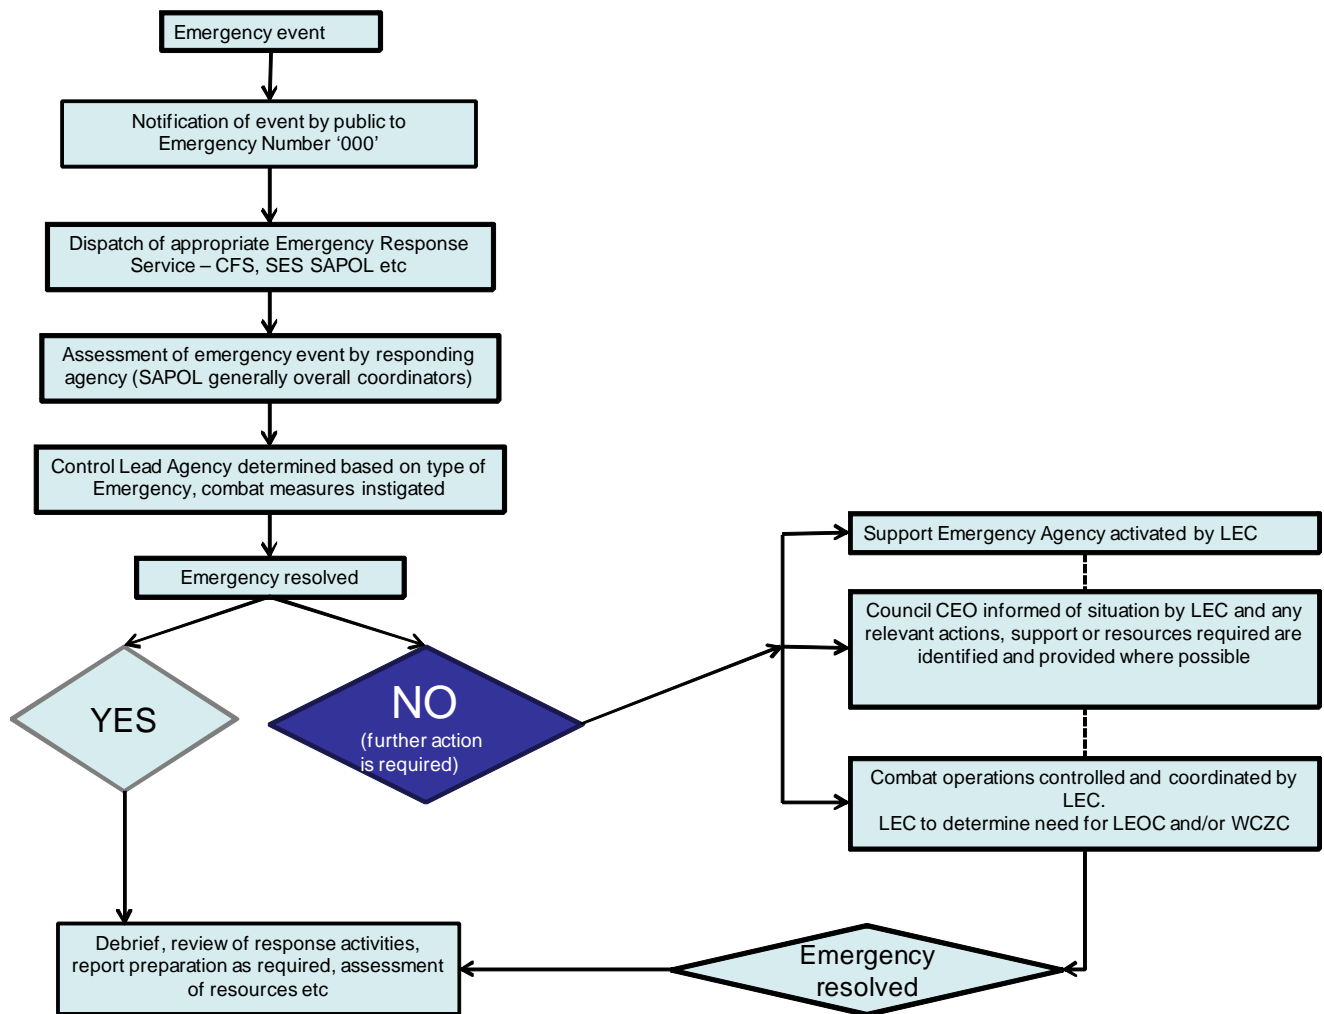 Emergency event
Notification of event by public to
Emergency Number ‘000’
Dispatch of appropriate Emergency Response
Service – CFS, SES SAPOL etc
Assessment of emergency event by responding
agency (SAPOL generally overall coordinators)
Control Lead Agency determined based on type of
Emergency, combat measures instigated
Emergency resolved
YES
NO
(further action
is required)
Support Emergency Agency activated by LEC
Council CEO informed of situation by LEC and any
relevant actions, support or resources required are
identified and provided where possible
Combat operations controlled and coordinated by
LEC.
LEC to determine need for LEOC and/or WCZC
Emergency
resolved
Debrief, review of response activities,
report preparation as required, assessment
of resources etc